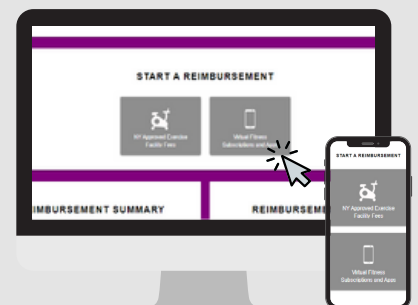 START A REIMBURSEMENT
NY Approved Exercise
Facility Fees
Virtual Fitness
Subscriptions and Apps
IMBURSEMENT SUMMARY
REIMBURSEME
START A REIMBURSEMENT
NY Approved Exercise
Facility Fees
Virtual Fitness
Subscriptions and Apps